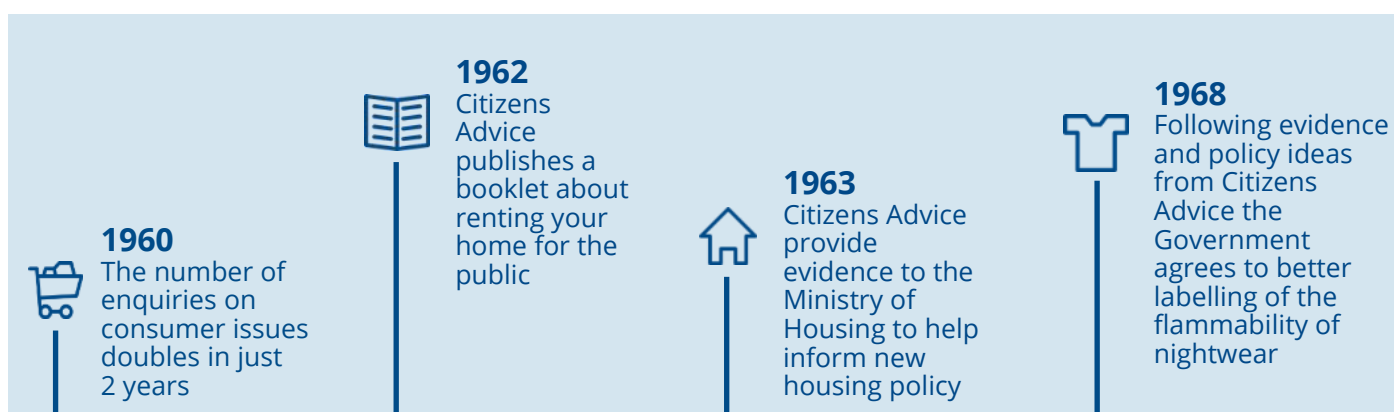 1960
The number of
enquiries on
consumer issues
doubles in just
2 years
1962
Citizens
Advice
publishes a
booklet about
renting your
home for the
public
1963
Citizens Advice
provide
evidence to the
Ministry of
Housing to help
inform new
housing policy
1968
Following evidence
and policy ideas
from Citizens
Advice the
Government
agrees to better
labelling of the
flammability of
nightwear